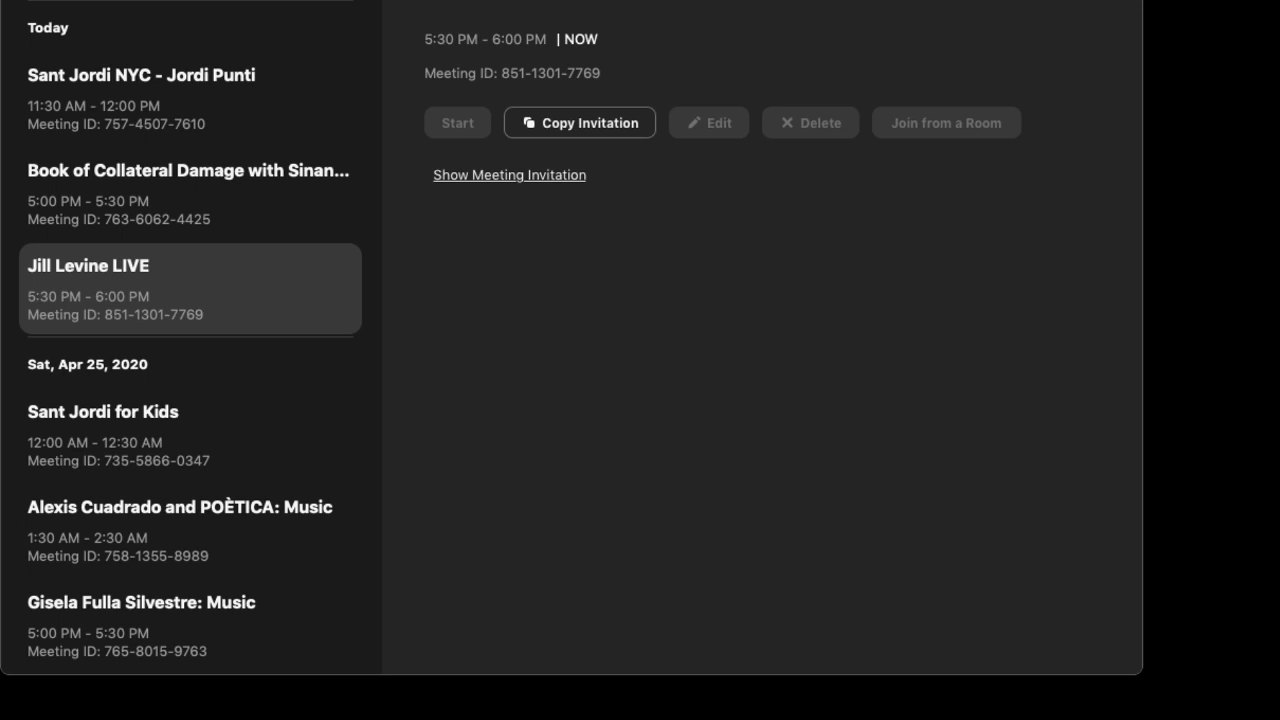 Today
Sant Jordi NYC - Jordi Punti
11:30 AM - 12:00 PM
Meeting ID: 757-4507-7610
Book of Collateral Damage with Sinan...
5:00 PM - 5:30 PM
Meeting ID: 763-6062-4425
Jill Levine LIVE
5:30 PM - 6:00 PM
Meeting ID: 851-1301-7769
Sat, Apr 25, 2020
Sant Jordi for Kids
12:00 AM - 12:30 AM
Meeting ID: 735-5866-0347
Alexis Cuadrado and POÈTICA: Music
1:30 AM - 2:30 AM
Meeting ID: 758-1355-8989
Gisela Fulla Silvestre: Music
5:00 PM - 5:30 PM
Meeting ID: 765-8015-9763
5:30 PM - 6:00 PM | NOW
Meeting ID: 851-1301-7769
Start Copy Invitation Edit Delete Join from a Room
Show Meeting Invitation